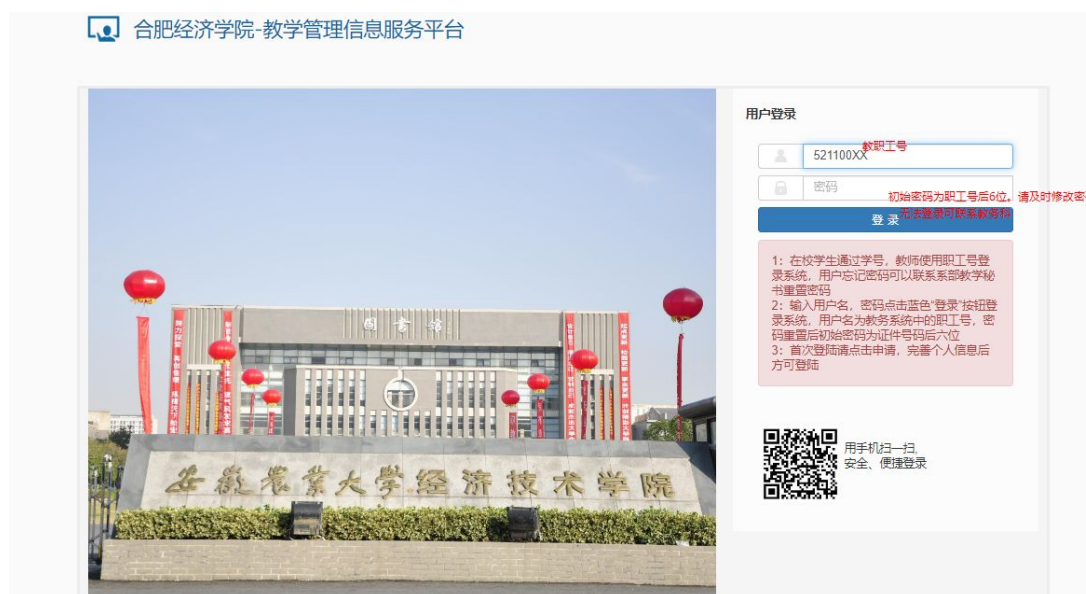 合肥经济学院-教学管理信息服务平台
用户登录
教职工号
521100XX
密码
初始密码为职工号后6位。请及时修改密
登 录
无法登录可联系教务科
1：在校学生通过学号，教师使用职工号登
录系统，用户忘记密码可以联系系部教学秘
书重置密码
2：输入用户名，密码点击蓝色“登录”按钮登
录系统，用户名为教务系统中的职工号，密
码重置后初始密码为证件号码后六位
3：首次登陆请点击申请，完善个人信息后
方可登陆
用手机扫一扫,
安全、便捷登录
图书馆
安徽农业大学经济技术学院